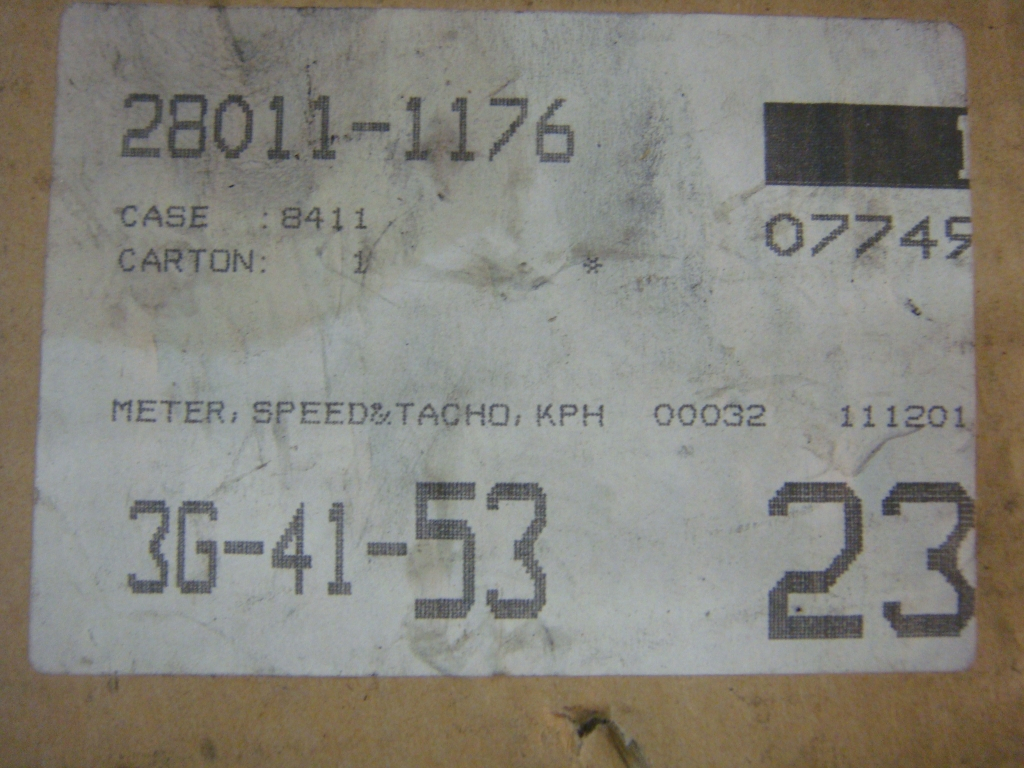 28011-1176
CASE : 8411
07749
CARTON: 1 *
METER, SPEED&TACHO, KPH 00032 111201
3G-41-53 23